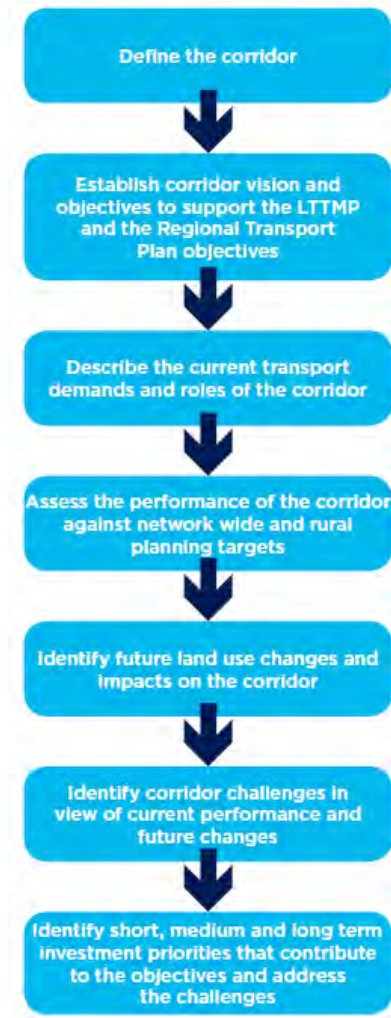 Define the corridor
Establish corridor vision and
objectives to support the LTTMP
and the Regional Transport
Plan objectives
Describe the current transport
demands and roles of the corridor
Assess the performance of the corridor
against network wide and rural
planning targets
Identify future land use changes and
impacts on the corridor
Identify corridor challenges in
view of current performance and
future changes
Identify short, medium and long term
investment priorities that contribute
to the objectives and address
the challenges